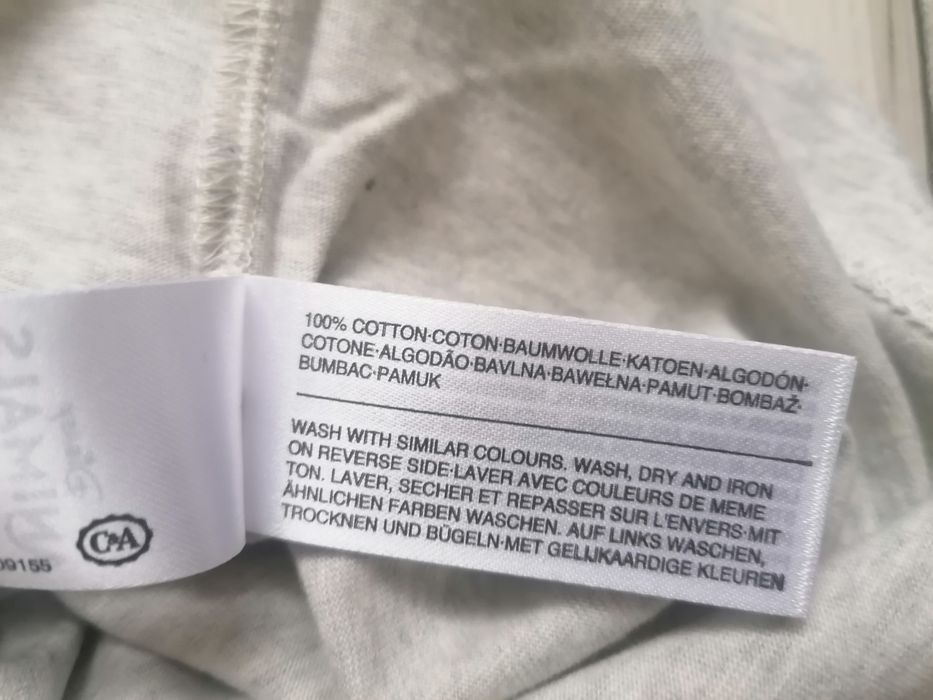 100% COTTON·COTON·BAUMWOLLE·KATOEN·ALGODÓN·
COTONE·ALGODÃO·BAVLNA·BAWEŁNA·PAMUT·BOMBAŽ·
BUMBAC·PAMUK
WASH WITH SIMILAR COLOURS. WASH, DRY AND IRON
ON REVERSE SIDE·LAVER AVEC COULEURS DE MEME
TON. LAVER, SECHER ET REPASSER SUR L'ENVERS·MIT
ÄHNLICHEN FARBEN WASCHEN. AUF LINKS WASCHEN,
TROCKNEN UND BÜGELN·MET GELIJKAARDIGE KLEUREN
C&A
09155